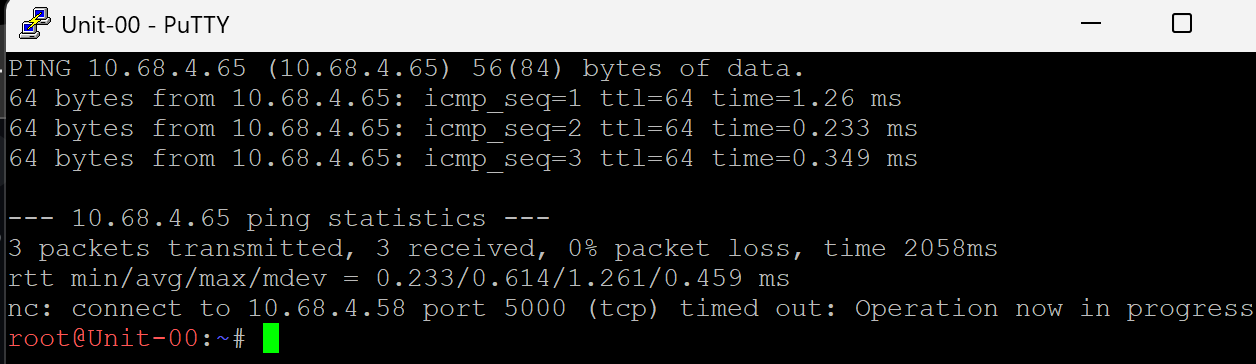 Unit-00 - PuTTY
PING 10.68.4.65 (10.68.4.65) 56(84) bytes of data.
64 bytes from 10.68.4.65: icmp_seq=1 ttl=64 time=1.26 ms
64 bytes from 10.68.4.65: icmp_seq=2 ttl=64 time=0.233 ms
64 bytes from 10.68.4.65: icmp_seq=3 ttl=64 time=0.349 ms
--- 10.68.4.65 ping statistics ---
3 packets transmitted, 3 received, 0% packet loss, time 2058ms
rtt min/avg/max/mdev = 0.233/0.614/1.261/0.459 ms
nc: connect to 10.68.4.58 port 5000 (tcp) timed out: Operation now in progress
root@Unit-00:~#